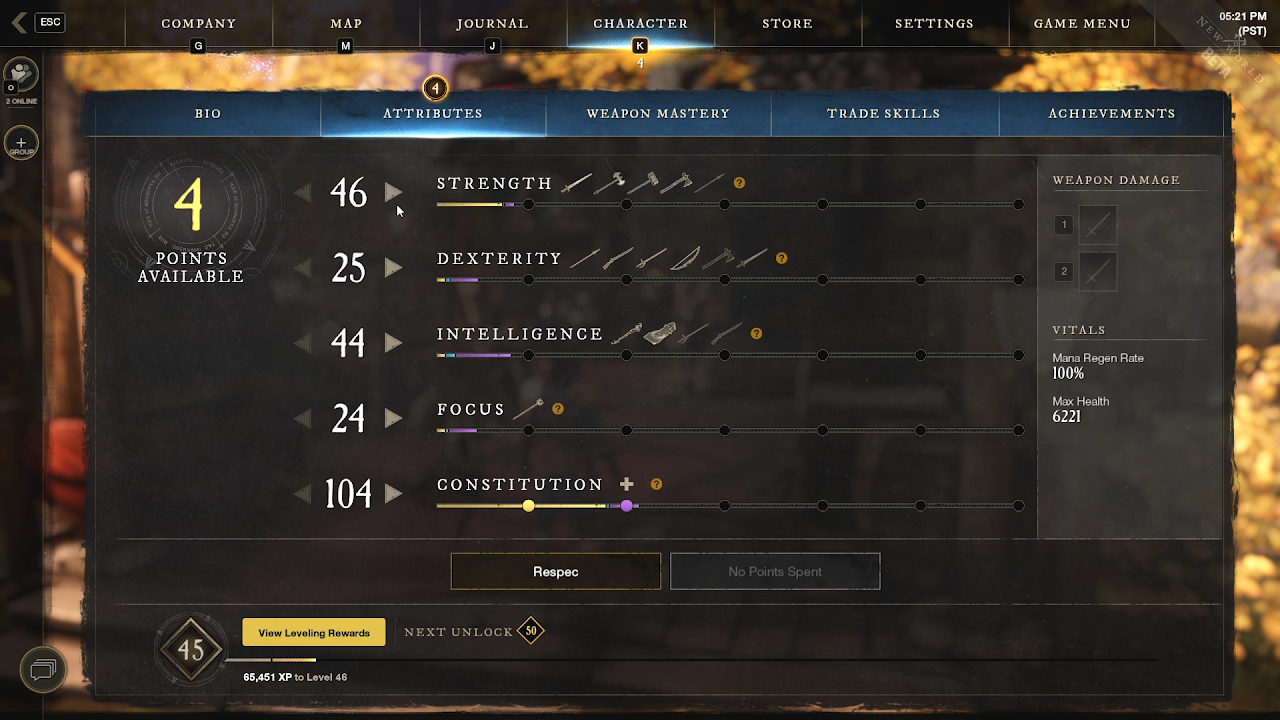 ESC
COMPANY
MAP
JOURNAL
CHARACTER
STORE
SETTINGS
GAME MENU
05:21 PM
(PST)
G
M
J
K
4
NEW WORLD
BETA
O
2 ONLINE
GROUP
4
BIO
ATTRIBUTES
WEAPON MASTERY
TRADE SKILLS
ACHIEVEMENTS
4
POINTS
AVAILABLE
46
STRENGTH
?
25
DEXTERITY
?
44
INTELLIGENCE
?
24
FOCUS
?
104
CONSTITUTION
?
WEAPON DAMAGE
1
2
VITALS
Mana Regen Rate
100%
Max Health
6221
Respec
No Points Spent
45
View Leveling Rewards
NEXT UNLOCK 50
65,451 XP to Level 46